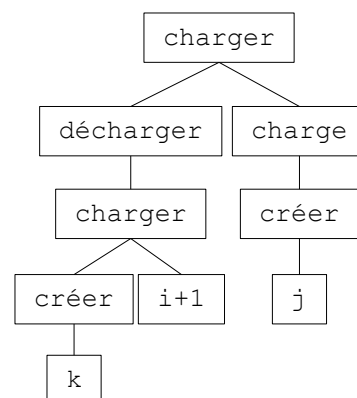 charger
décharger charge
charger créer
créer i+1 j
k